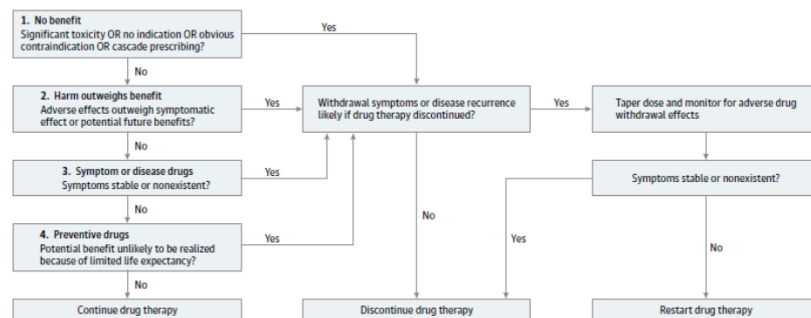 1. No benefit
Significant toxicity OR no indication OR obvious
contraindication OR cascade prescribing?
Yes
No
2. Harm outweighs benefit
Adverse effects outweigh symptomatic
effect or potential future benefits?
Yes
Withdrawal symptoms or disease recurrence
likely if drug therapy discontinued?
Yes
Taper dose and monitor for adverse drug
withdrawal effects
No
3. Symptom or disease drugs
Symptoms stable or nonexistent?
Yes
Symptoms stable or nonexistent?
No
No
Yes
No
4. Preventive drugs
Potential benefit unlikely to be realized
because of limited life expectancy?
Yes
No
Continue drug therapy
Discontinue drug therapy
Restart drug therapy